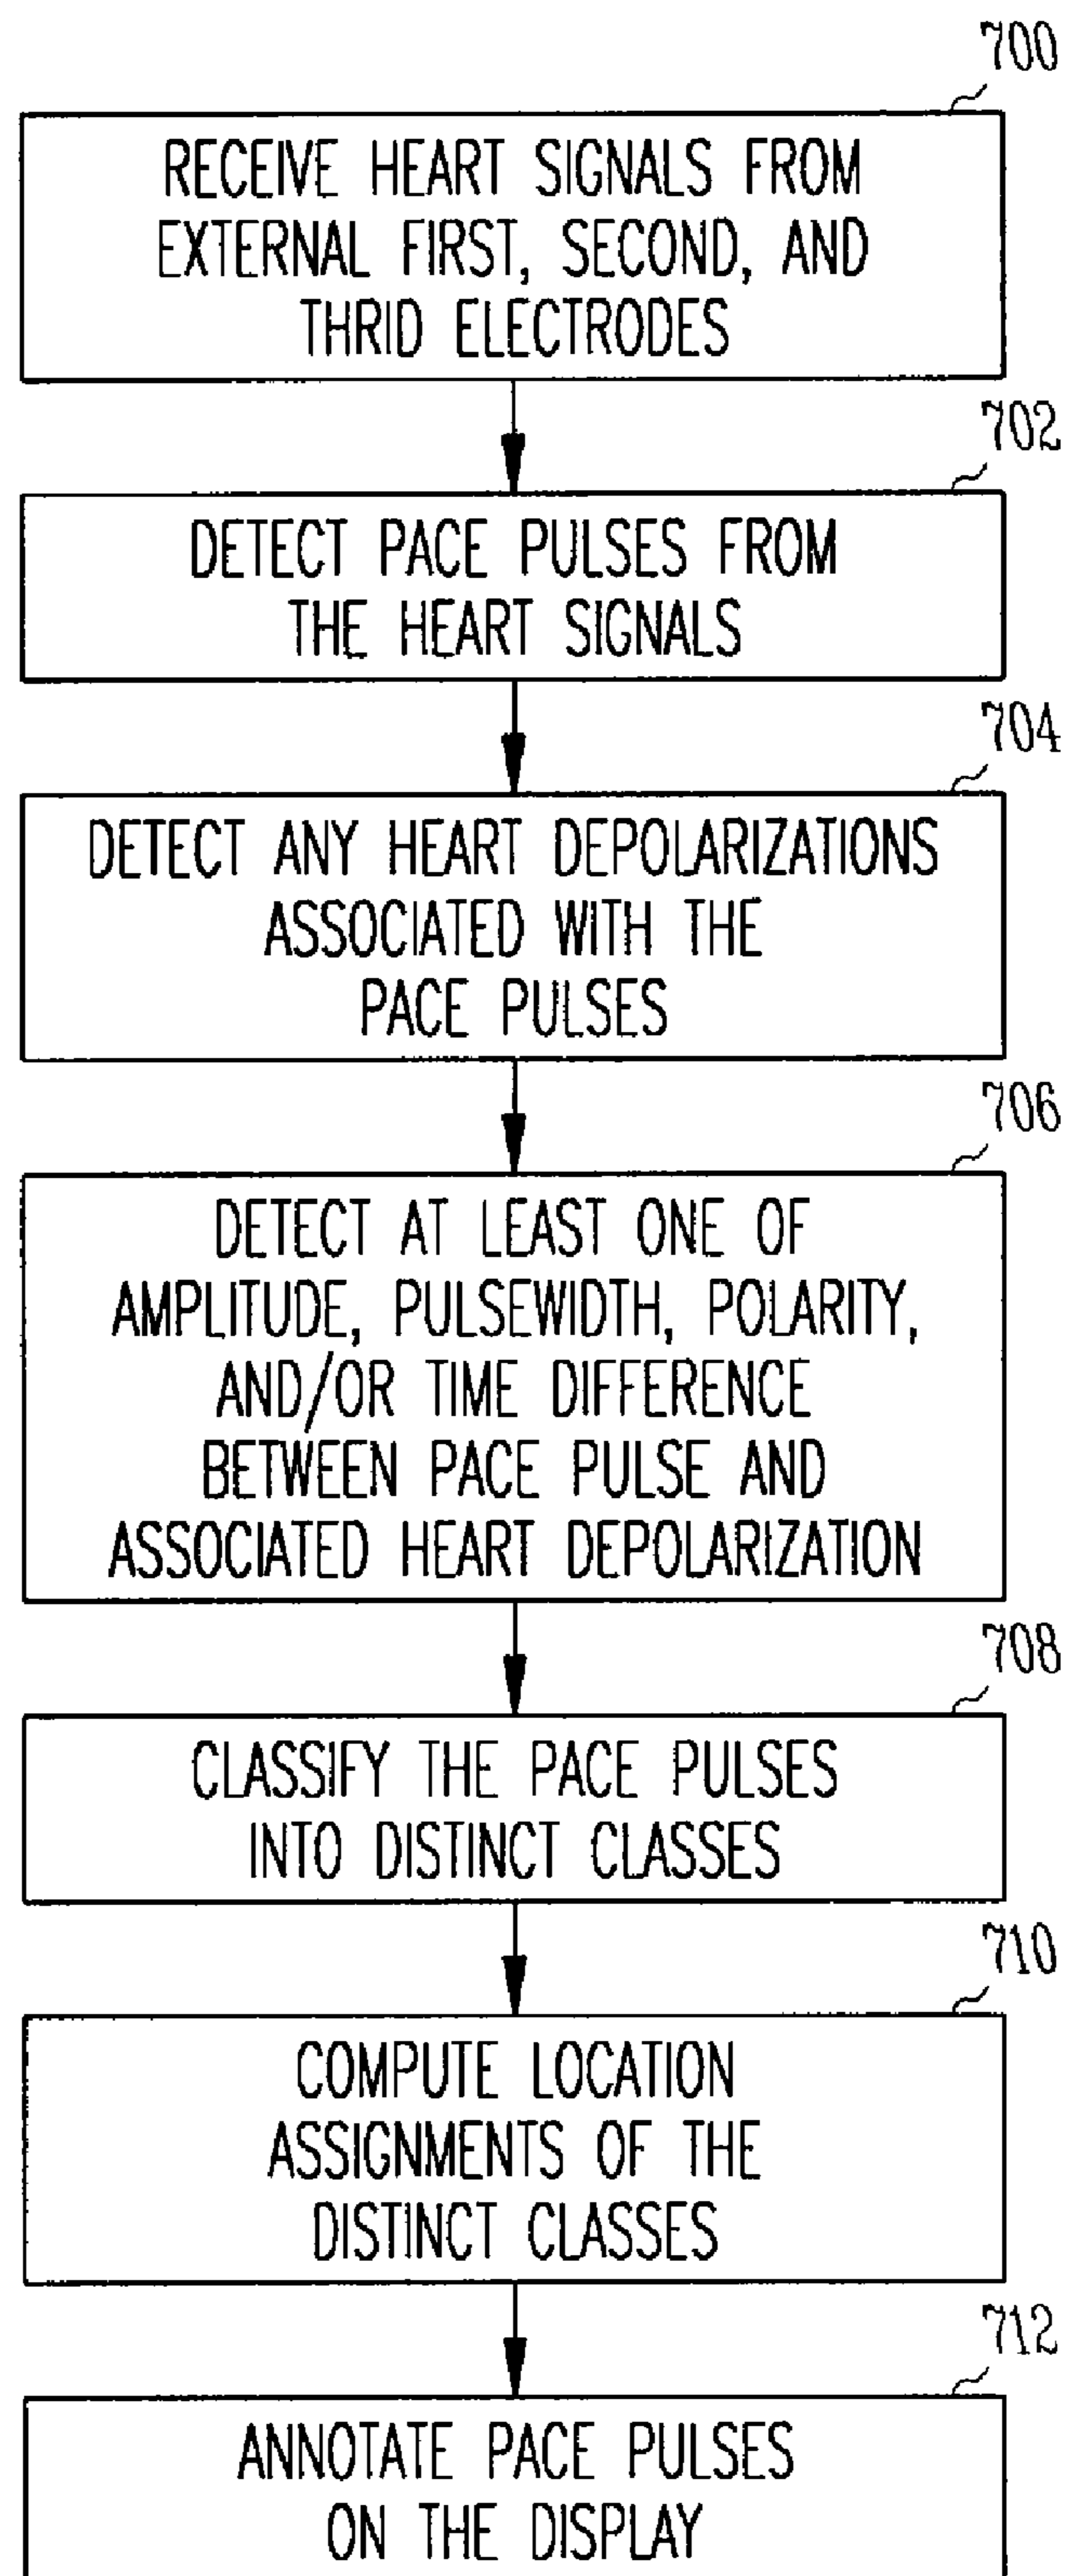 700
RECEIVE HEART SIGNALS FROM
EXTERNAL FIRST, SECOND, AND
THRID ELECTRODES
702
DETECT PACE PULSES FROM
THE HEART SIGNALS
704
DETECT ANY HEART DEPOLARIZATIONS
ASSOCIATED WITH THE
PACE PULSES
706
DETECT AT LEAST ONE OF
AMPLITUDE, PULSEWIDTH, POLARITY,
AND/OR TIME DIFFERENCE
BETWEEN PACE PULSE AND
ASSOCIATED HEART DEPOLARIZATION
708
CLASSIFY THE PACE PULSES
INTO DISTINCT CLASSES
710
COMPUTE LOCATION
ASSIGNMENTS OF THE
DISTINCT CLASSES
712
ANNOTATE PACE PULSES
ON THE DISPLAY